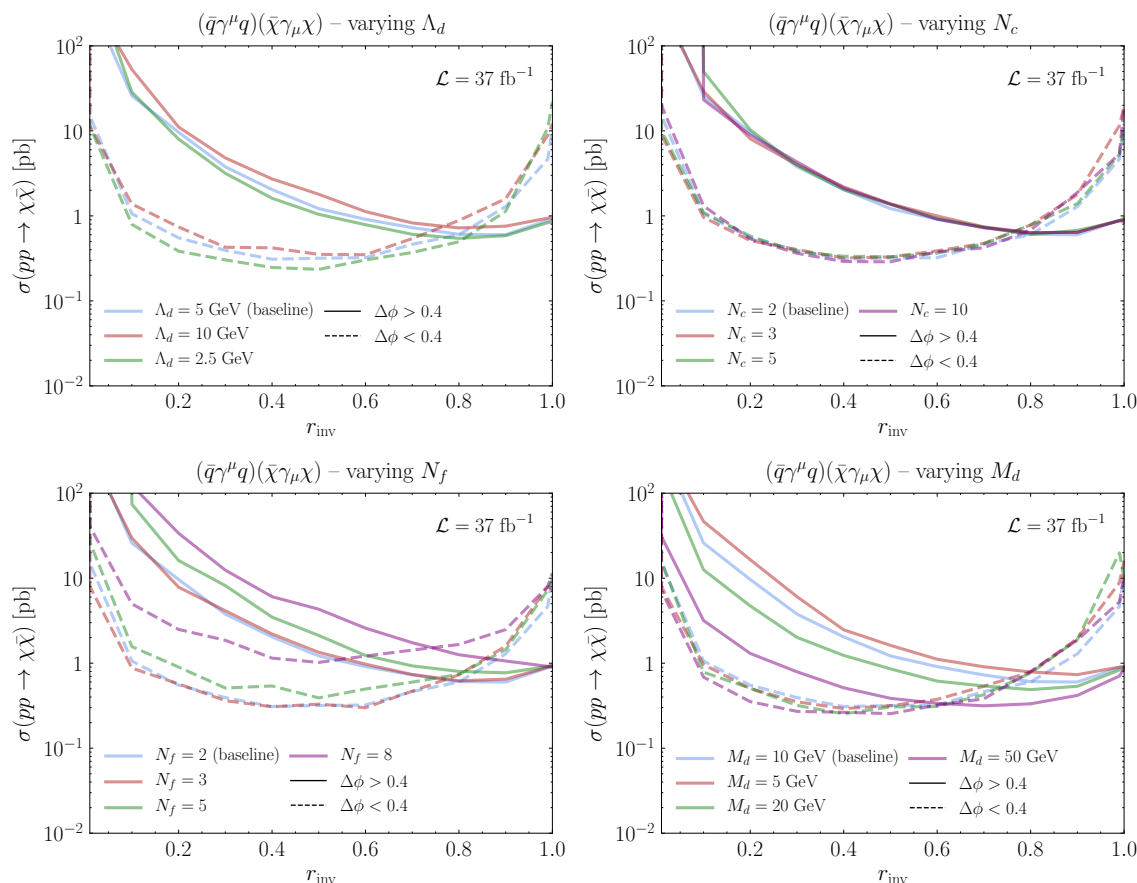 (q̄γ^μ q)(χ̄γ_μ χ) – varying Λ_d
σ(pp → χχ̄) [pb]
10^2
10
1
10^−1
10^−2
ℒ = 37 fb^−1
Λ_d = 5 GeV (baseline)
Λ_d = 10 GeV
Λ_d = 2.5 GeV
Δϕ > 0.4
Δϕ < 0.4
0.2 0.4 0.6 0.8 1.0
r_inv
(q̄γ^μ q)(χ̄γ_μ χ) – varying N_c
σ(pp → χχ̄) [pb]
10^2
10
1
10^−1
10^−2
ℒ = 37 fb^−1
N_c = 2 (baseline)
N_c = 3
N_c = 5
N_c = 10
Δϕ > 0.4
Δϕ < 0.4
0.2 0.4 0.6 0.8 1.0
r_inv
(q̄γ^μ q)(χ̄γ_μ χ) – varying N_f
σ(pp → χχ̄) [pb]
10^2
10
1
10^−1
10^−2
ℒ = 37 fb^−1
N_f = 2 (baseline)
N_f = 3
N_f = 5
N_f = 8
Δϕ > 0.4
Δϕ < 0.4
0.2 0.4 0.6 0.8 1.0
r_inv
(q̄γ^μ q)(χ̄γ_μ χ) – varying M_d
σ(pp → χχ̄) [pb]
10^2
10
1
10^−1
10^−2
ℒ = 37 fb^−1
M_d = 10 GeV (baseline)
M_d = 5 GeV
M_d = 20 GeV
M_d = 50 GeV
Δϕ > 0.4
Δϕ < 0.4
0.2 0.4 0.6 0.8 1.0
r_inv